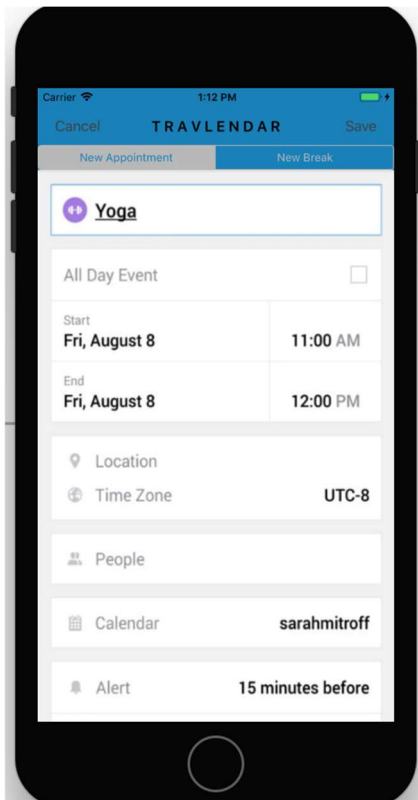 Carrier 1:12 PM
Cancel TRAVLENDAR Save
New Appointment New Break
Yoga
All Day Event
Start
Fri, August 8 11:00 AM
End
Fri, August 8 12:00 PM
Location
Time Zone UTC-8
People
Calendar sarahmitroff
Alert 15 minutes before